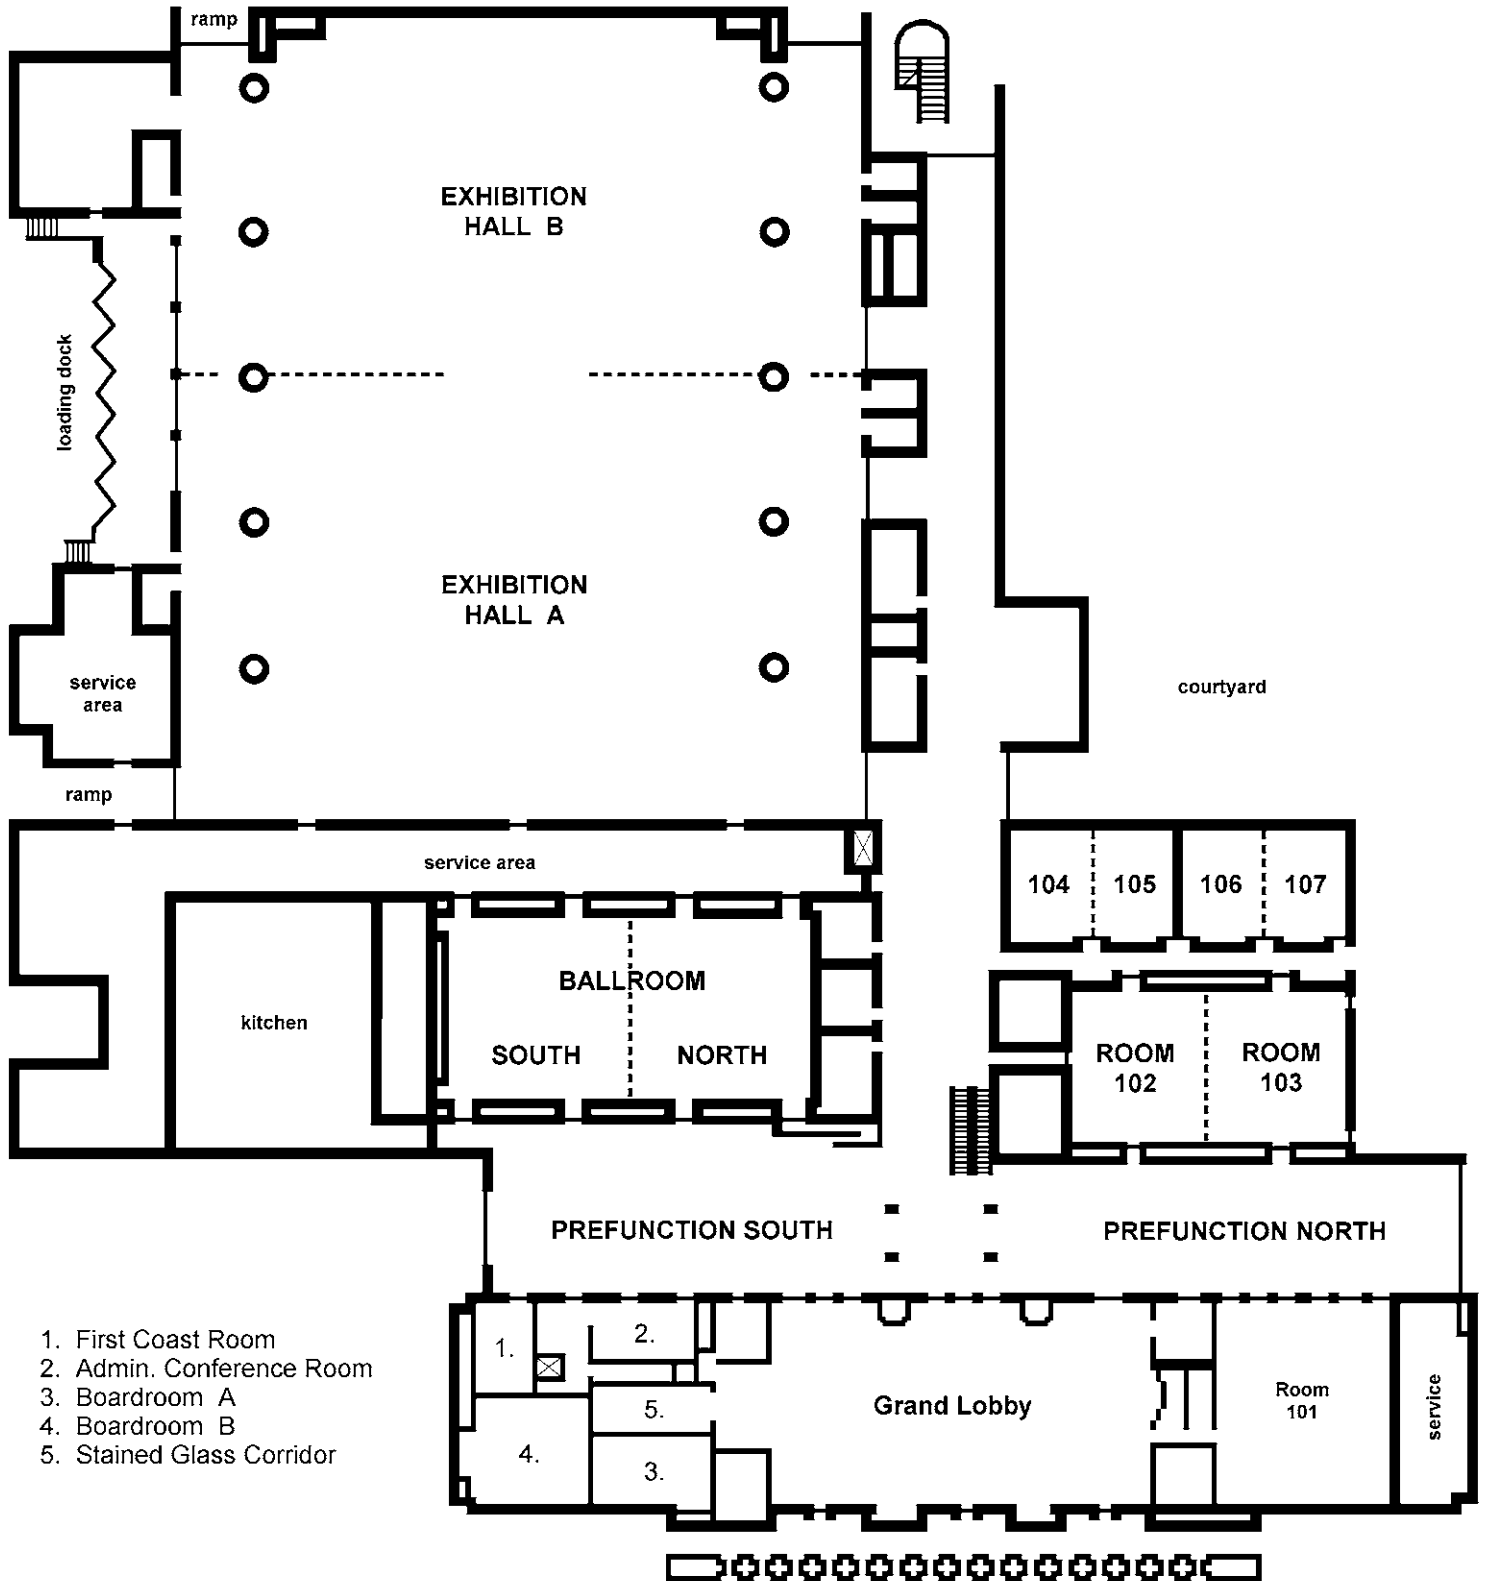 ramp
EXHIBITION
HALL B
loading dock
EXHIBITION
HALL A
service
area
courtyard
ramp
service area
104
105
106
107
BALLROOM
kitchen
SOUTH
NORTH
ROOM
102
ROOM
103
PREFUNCTION SOUTH
PREFUNCTION NORTH
1. First Coast Room
2. Admin. Conference Room
3. Boardroom A
4. Boardroom B
5. Stained Glass Corridor
1.
2.
5.
4.
3.
Grand Lobby
Room
101
service